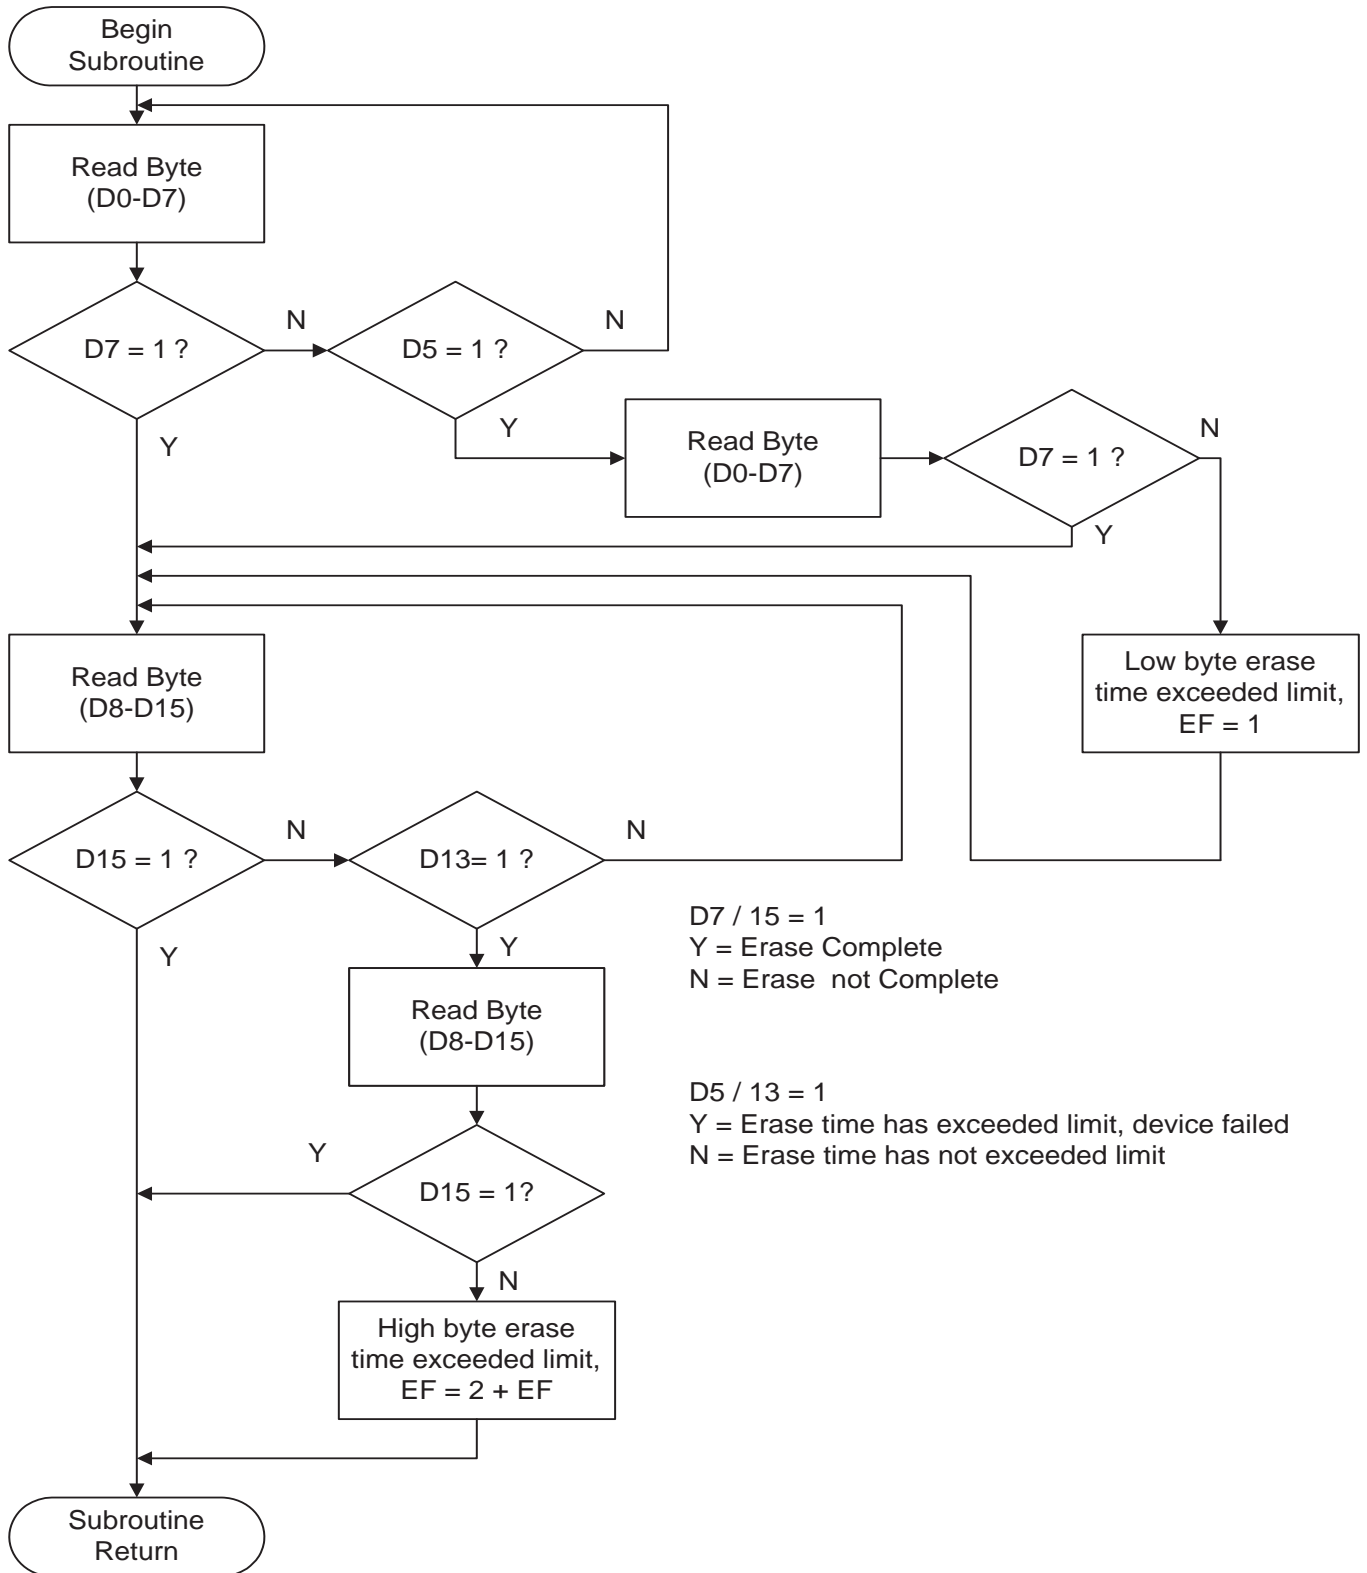 Begin
Subroutine
Read Byte
(D0-D7)
D7 = 1 ?
N
D5 = 1 ?
N
Y
Y
Read Byte
(D0-D7)
D7 = 1 ?
N
Y
Low byte erase
time exceeded limit,
EF = 1
Read Byte
(D8-D15)
D15 = 1 ?
N
D13= 1 ?
N
Y
Y
D7 / 15 = 1
Y = Erase Complete
N = Erase  not Complete
Read Byte
(D8-D15)
D5 / 13 = 1
Y = Erase time has exceeded limit, device failed
N = Erase time has not exceeded limit
Y
D15 = 1?
N
High byte erase
time exceeded limit,
EF = 2 + EF
Subroutine
Return